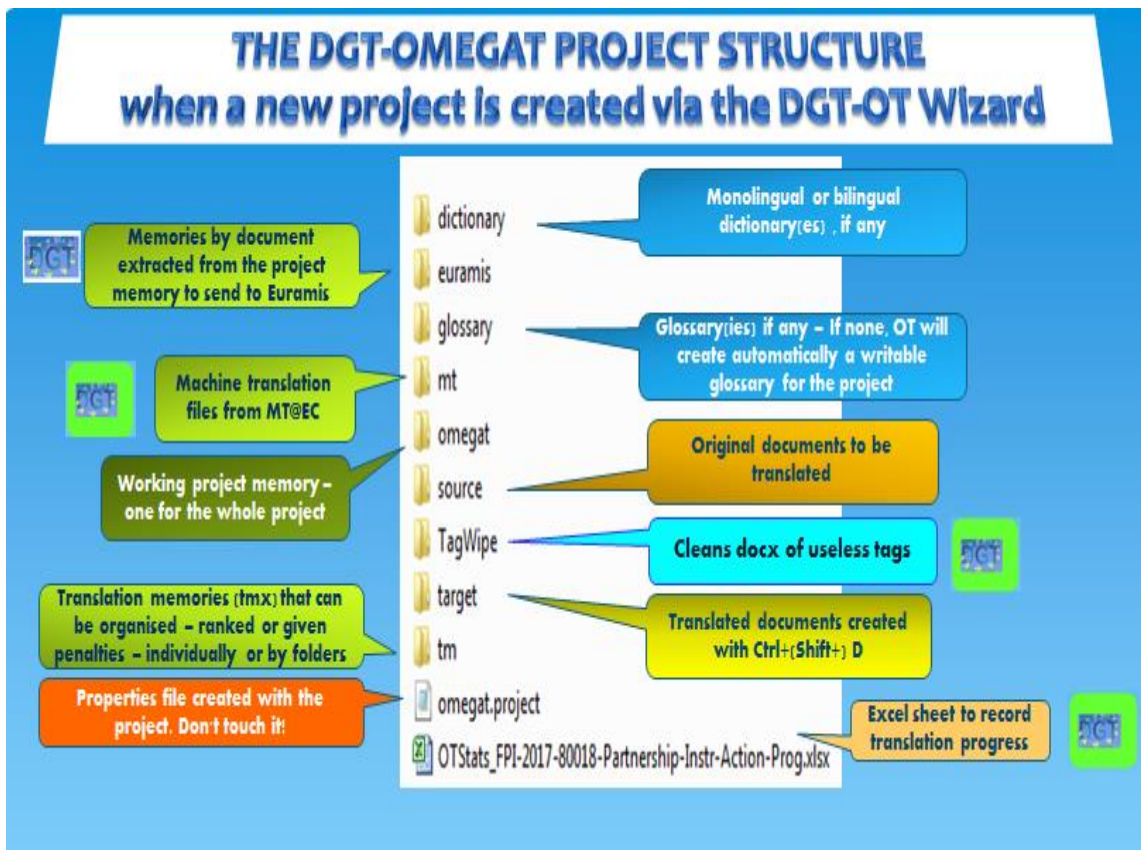 THE DGT-OMEGAT PROJECT STRUCTURE
when a new project is created via the DGT-OT Wizard
dictionary
Monolingual or bilingual
dictionary(es) , if any
DGT
Memories by document
extracted from the project
memory to send to Euramis
euramis
glossary
Glossary(ies) if any – If none, OT will
create automatically a writable
glossary for the project
DGT
Machine translation
files from MT@EC
mt
omegat
Working project memory –
one for the whole project
Original documents to be
translated
source
TagWipe
Cleans docx of useless tags
DGT
target
Translated documents created
with Ctrl+(Shift+) D
Translation memories (tmx) that can
be organised – ranked or given
penalties – individually or by folders
tm
Properties file created with the
project. Don't touch it!
omegat.project
Excel sheet to record
translation progress
DGT
OTStats_FPI-2017-80018-Partnership-Instr-Action-Prog.xlsx